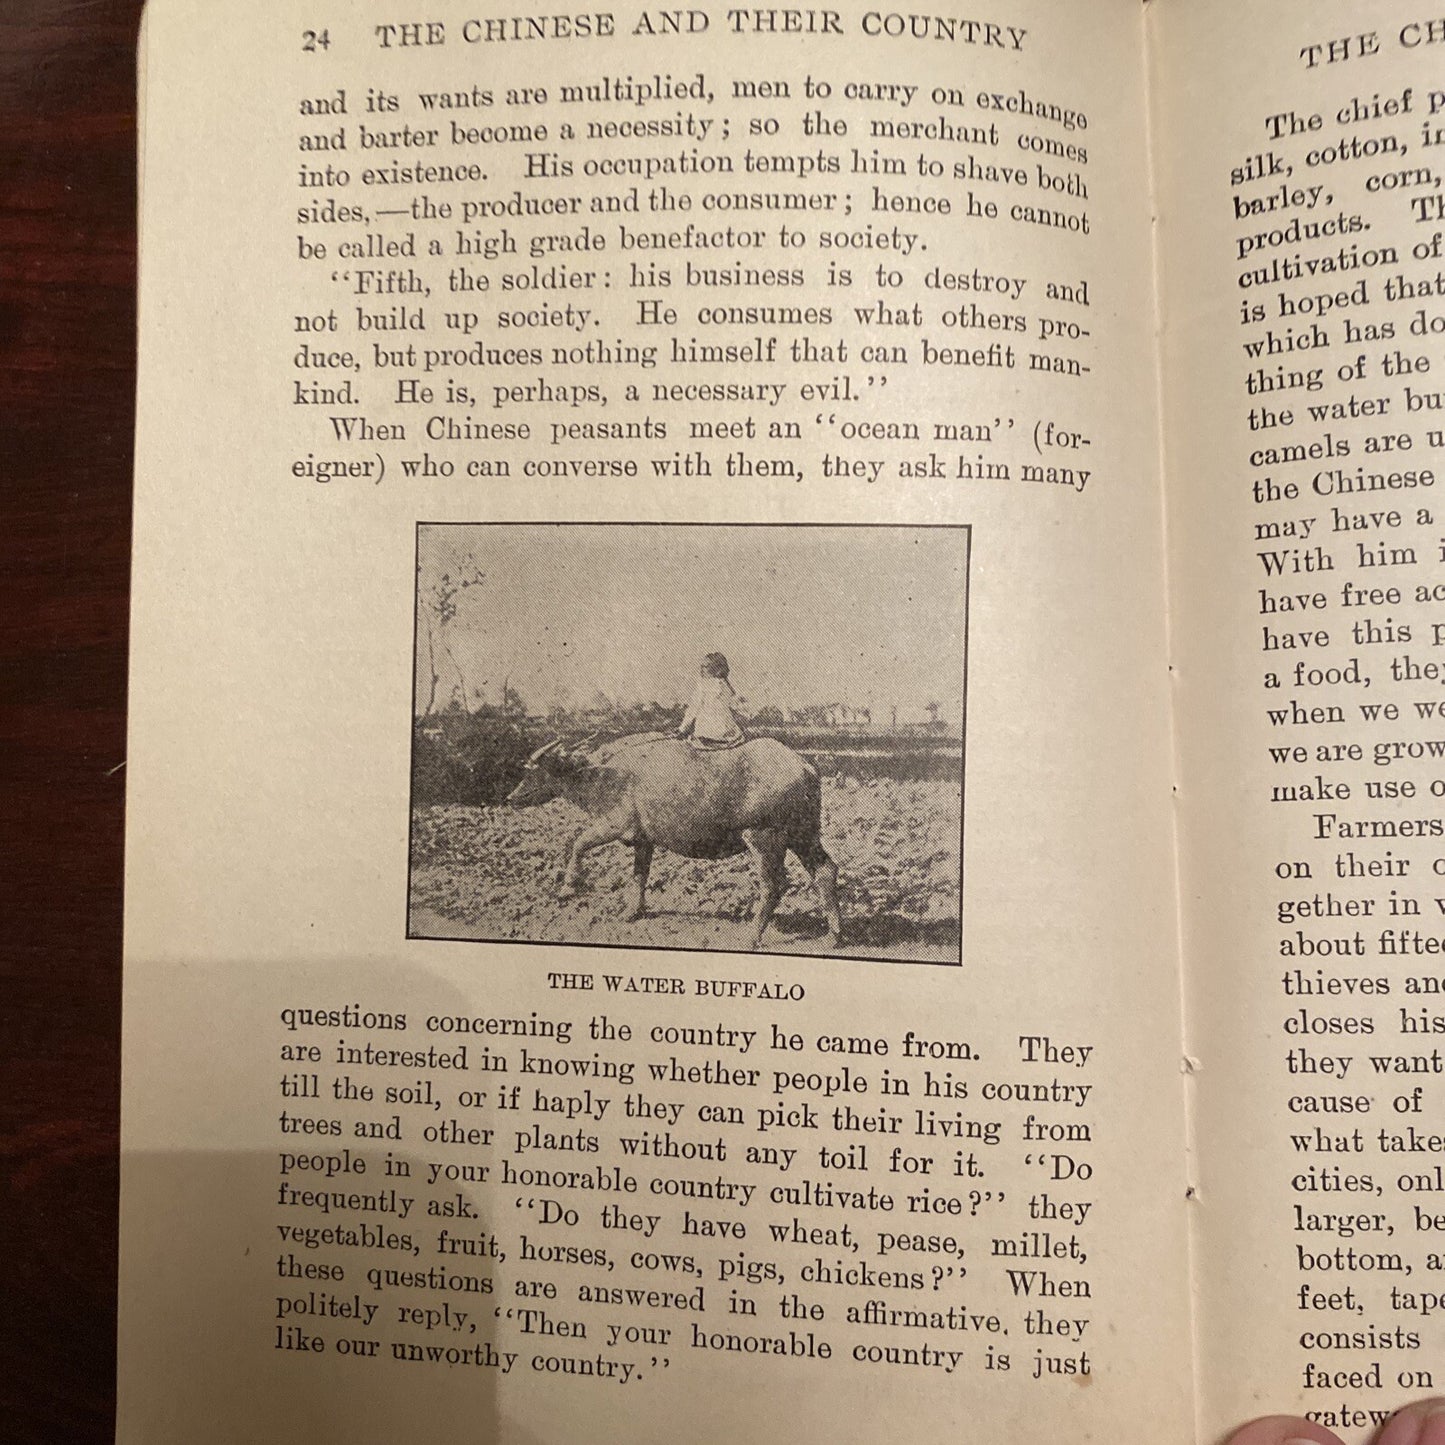 24 THE CHINESE AND THEIR COUNTRY
and its wants are multiplied, men to carry on exchange
and barter become a necessity; so the merchant comes
into existence. His occupation tempts him to shave both
sides,—the producer and the consumer; hence he cannot
be called a high grade benefactor to society.
“Fifth, the soldier: his business is to destroy and
not build up society. He consumes what others pro-
duce, but produces nothing himself that can benefit man-
kind. He is, perhaps, a necessary evil.”
When Chinese peasants meet an “ocean man” (for-
eigner) who can converse with them, they ask him many
THE WATER BUFFALO
questions concerning the country he came from. They
are interested in knowing whether people in his country
till the soil, or if haply they can pick their living from
trees and other plants without any toil for it. “Do
people in your honorable country cultivate rice?” they
frequently ask. “Do they have wheat, pease, millet,
vegetables, fruit, horses, cows, pigs, chickens?” When
these questions are answered in the affirmative, they
politely reply, “Then your honorable country is just
like our unworthy country.”
THE CH
The chief p
silk, cotton, in
barley, corn,
products. Th
cultivation of
is hoped that
which has do
thing of the
the water bu
camels are u
the Chinese
may have a
With him i
have free ac
have this p
a food, they
when we we
we are grow
make use o
Farmers
on their o
gether in v
about fiftee
thieves and
closes his
they want
cause of
what takes
cities, onl
larger, be
bottom, a
feet, tape
consists
faced on
gatew